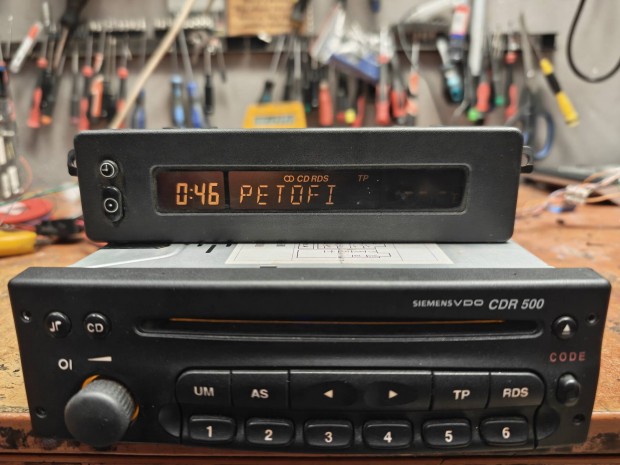 CD RDS TP
0:46 PETOFI
SIEMENS VDO CDR 500
CD
CODE
UM AS ◄ ► TP RDS
1 2 3 4 5 6